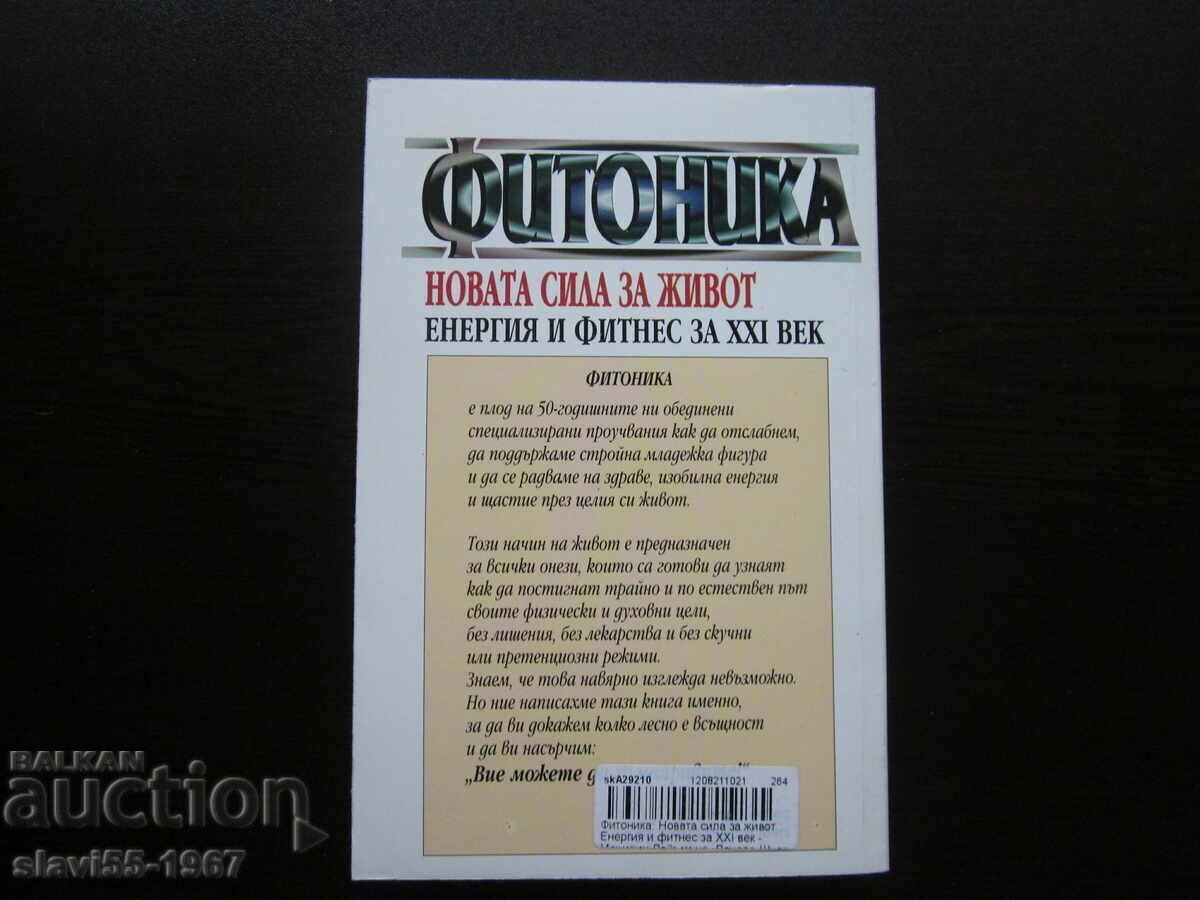 ФИТОНИКА
НОВАТА СИЛА ЗА ЖИВОТ
ЕНЕРГИЯ И ФИТНЕС ЗА XXI ВЕК
ФИТОНИКА
е плод на 50-годишните ни обединени
специализирани проучвания как да отслабнем,
да поддържаме стройна младежка фигура
и да се радваме на здраве, изобилна енергия
и щастие през целия си живот.
Този начин на живот е предназначен
за всички онези, които са готови да узнаят
как да постигнат трайно и по естествен път
своите физически и духовни цели,
без лишения, без лекарства и без скучни
или претенциозни режими.
Знаем, че това навярно изглежда невъзможно.
Но ние написахме тази книга именно,
за да ви докажем колко лесно е всъщност
и да ви насърчим:
„Вие можете
skA29210 1208211021 264
Фитоника: Новата сила за живот
Енергия и фитнес за XXI век -
BALKAN
auction
slavi55-1967